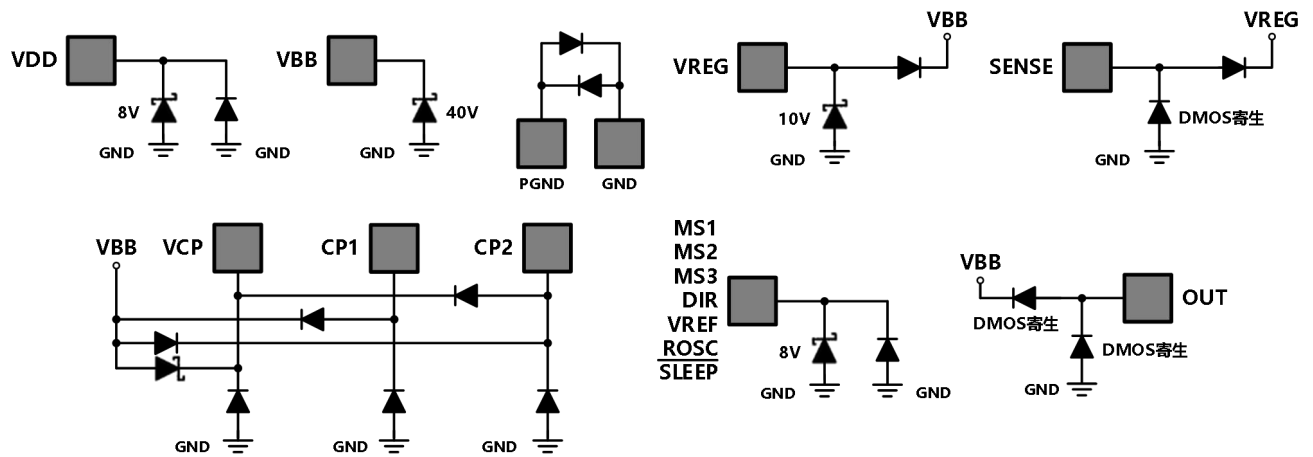 VDD
8V
GND
GND
VBB
40V
GND
PGND
GND
VREG
VBB
10V
GND
SENSE
VREG
DMOS寄生
GND
VBB
VCP
CP1
CP2
GND
GND
GND
MS1
MS2
MS3
DIR
VREF
ROSC
SLEEP
8V
GND
GND
VBB
OUT
DMOS寄生
DMOS寄生
GND